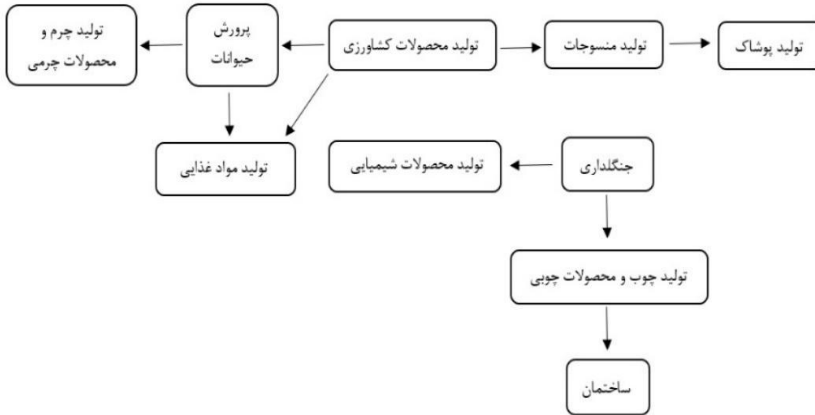 تولید پوشاک
تولید منسوجات
تولید محصولات کشاورزی
پرورش
حیوانات
تولید چرم و
محصولات چرمی
جنگلداری
تولید محصولات شیمیایی
تولید مواد غذایی
تولید چوب و محصولات چوبی
ساختمان